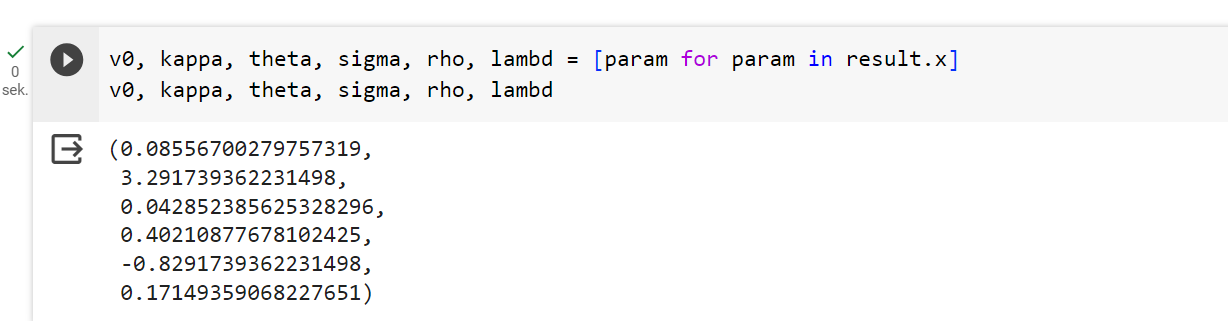 v0, kappa, theta, sigma, rho, lambd = [param for param in result.x]
0
sek.
v0, kappa, theta, sigma, rho, lambd
(0.08556700279757319,
3.291739362231498,
0.042852385625328296,
0.40210877678102425,
-0.8291739362231498,
0.17149359068227651)